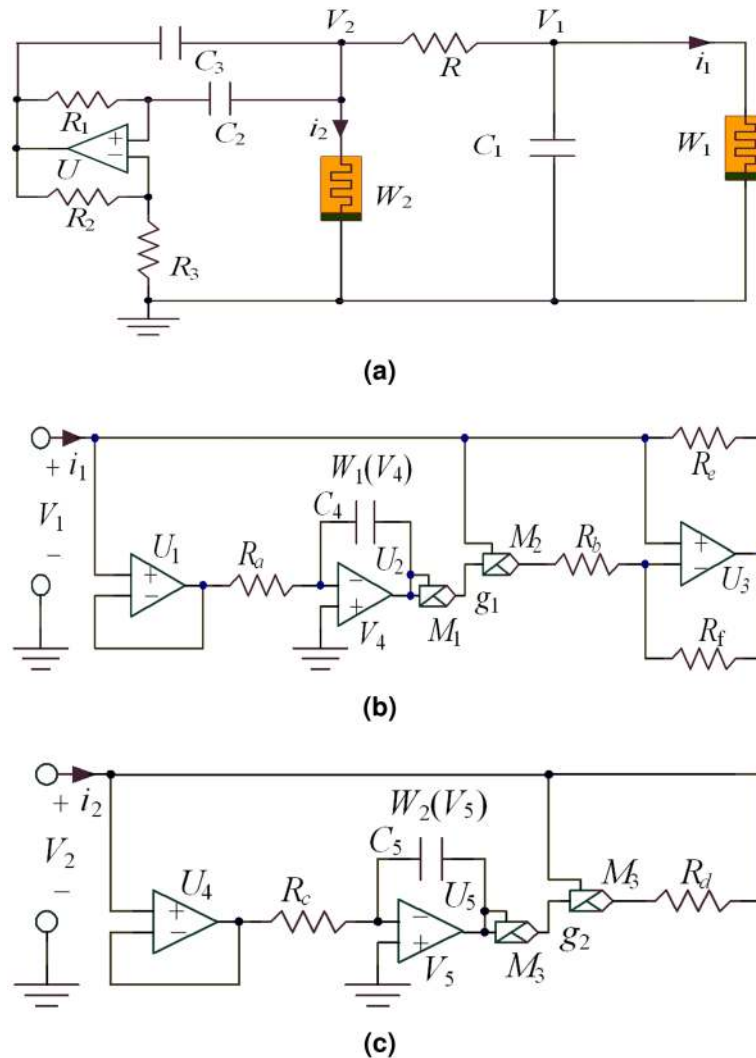 V2 V1
C3 R i1
R1 C2 i2 C1 W1
U + −
R2 W2
R3
(a)
+ i1 W1(V4) Re
V1 C4 M2 Rb
− U1 Ra U2 + −
+ − − + g1 U3
V4 M1 Rf
(b)
+ i2 W2(V5)
V2 C5 M3 Rd
− U4 Rc U5
+ − − + g2
V5 M3
(c)